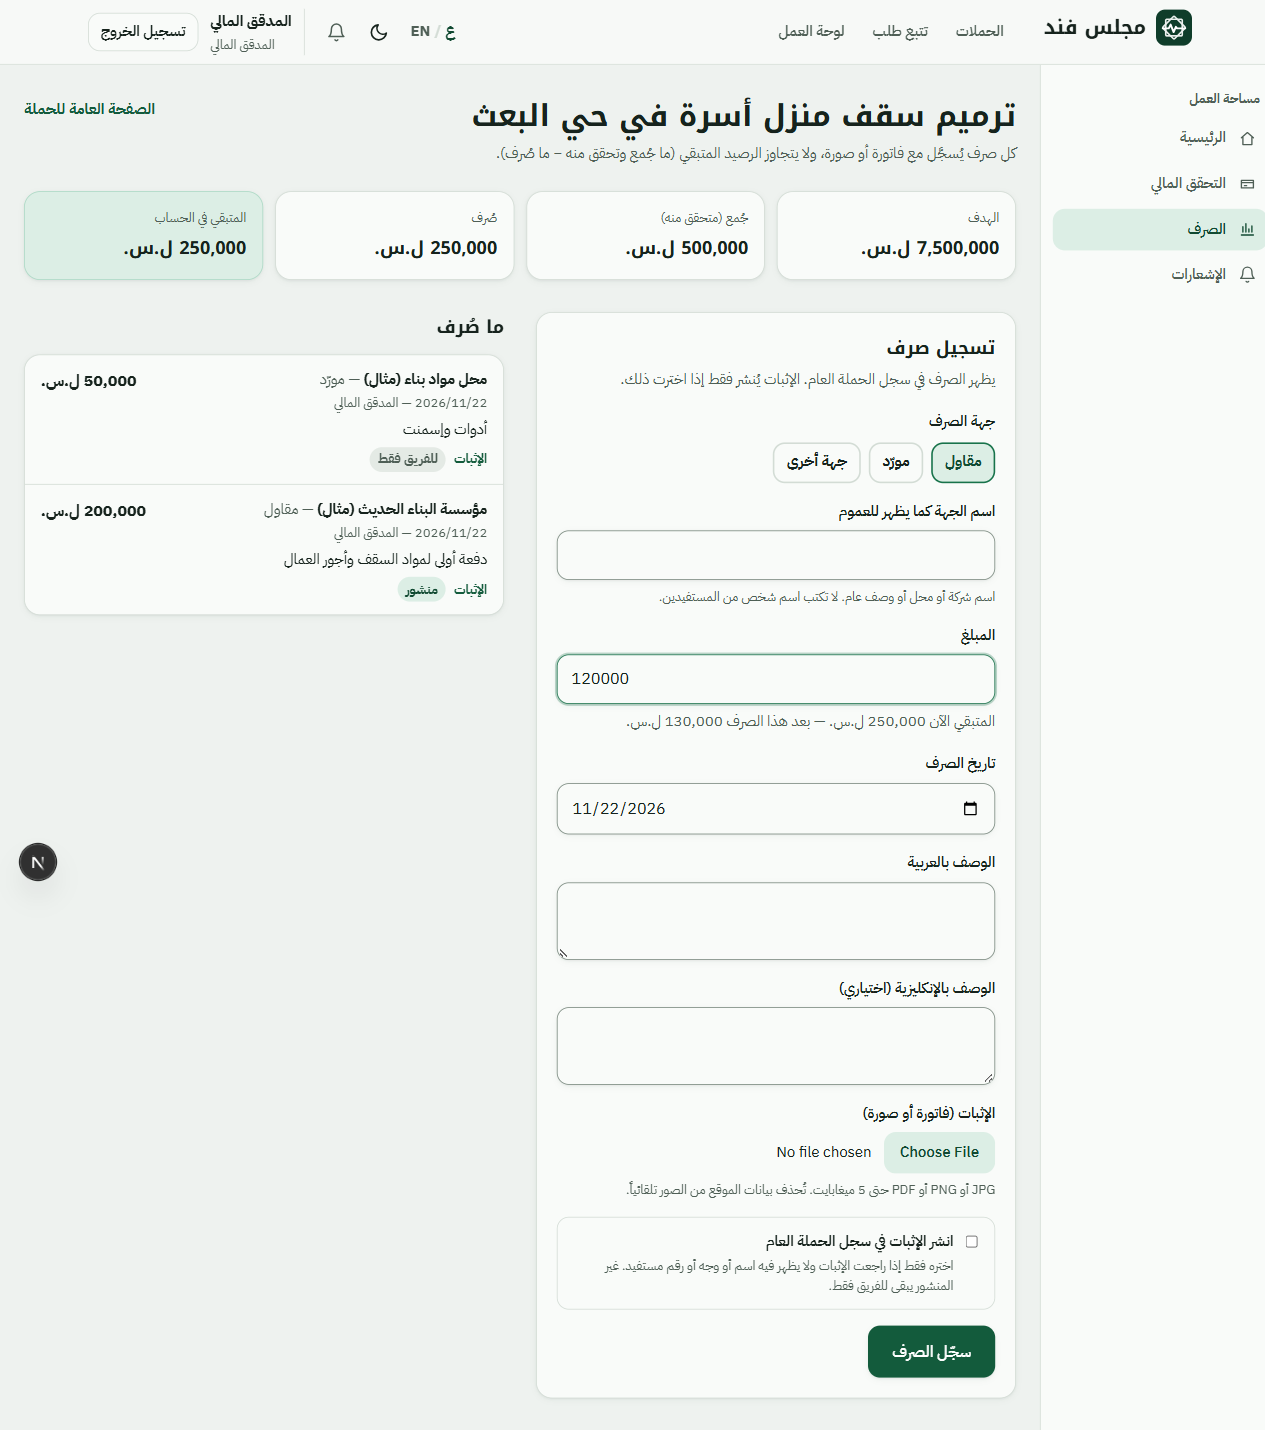 مجلس فند
الحملات
تتبع طلب
لوحة العمل
ع / EN
المدقق المالي
المدقق المالي
تسجيل الخروج
مساحة العمل
الرئيسية
التحقق المالي
الصرف
الإشعارات
ترميم سقف منزل أسرة في حي البعث
الصفحة العامة للحملة
كل صرف يُسجَّل مع فاتورة أو صورة، ولا يتجاوز الرصيد المتبقي (ما جُمع وتحقق منه − ما صُرف).
الهدف
7,500,000 ل.س.
جُمع (متحقق منه)
500,000 ل.س.
صُرف
250,000 ل.س.
المتبقي في الحساب
250,000 ل.س.
تسجيل صرف
يظهر الصرف في سجل الحملة العام. الإثبات يُنشر فقط إذا اخترت ذلك.
جهة الصرف
مقاول
مورّد
جهة أخرى
اسم الجهة كما يظهر للعموم
اسم شركة أو محل أو وصف عام. لا تكتب اسم شخص من المستفيدين.
المبلغ
120000
المتبقي الآن 250,000 ل.س. — بعد هذا الصرف 130,000 ل.س.
تاريخ الصرف
11/22/2026
الوصف بالعربية
الوصف بالإنكليزية (اختياري)
الإثبات (فاتورة أو صورة)
Choose File No file chosen
JPG أو PNG أو PDF حتى 5 ميغابايت. تُحذف بيانات الموقع من الصور تلقائياً.
انشر الإثبات في سجل الحملة العام
اختره فقط إذا راجعت الإثبات ولا يظهر فيه اسم أو وجه أو رقم مستفيد. غير
المنشور يبقى للفريق فقط.
سجّل الصرف
ما صُرف
محل مواد بناء (مثال) — مورّد
50,000 ل.س.
2026/11/22 — المدقق المالي
أدوات وإسمنت
الإثبات للفريق فقط
مؤسسة البناء الحديث (مثال) — مقاول
200,000 ل.س.
2026/11/22 — المدقق المالي
دفعة أولى لمواد السقف وأجور العمال
الإثبات منشور
N